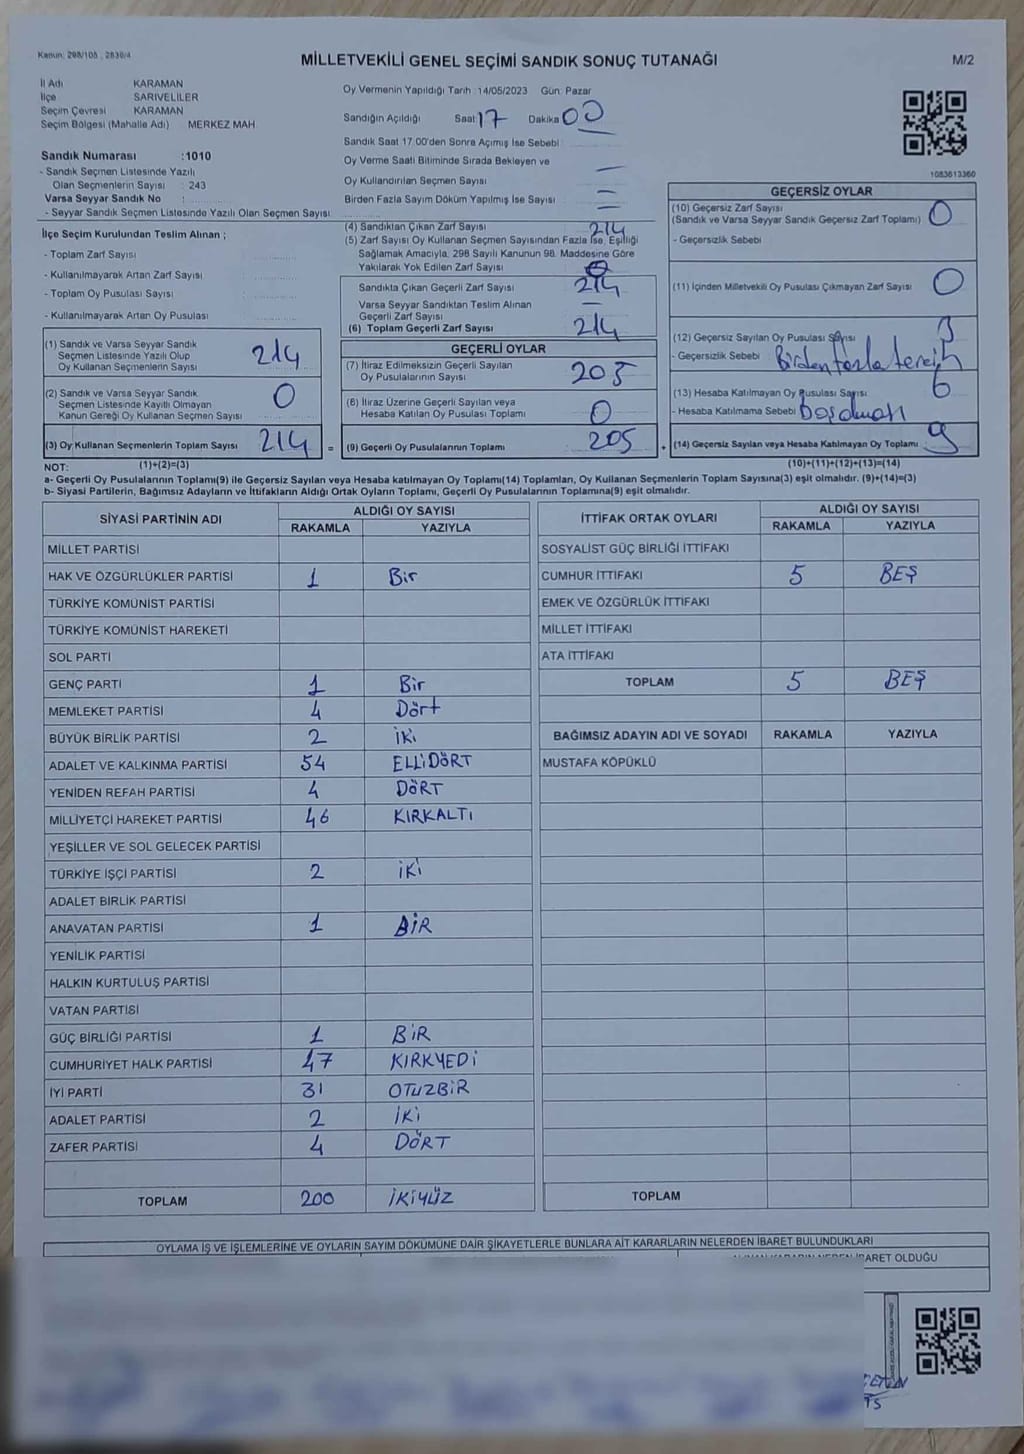 Kanun: 298/105 , 2839/4
MİLLETVEKİLİ GENEL SEÇİMİ SANDIK SONUÇ TUTANAĞI
M/2
İl Adı KARAMAN
İlçe SARIVELİLER
Seçim Çevresi KARAMAN
Seçim Bölgesi (Mahalle Adı) MERKEZ MAH.
Sandık Numarası :1010
- Sandık Seçmen Listesinde Yazılı
Olan Seçmenlerin Sayısı : 243
Varsa Seyyar Sandık No :
- Seyyar Sandık Seçmen Listesinde Yazılı Olan Seçmen Sayısı:
İlçe Seçim Kurulundan Teslim Alınan ;
- Toplam Zarf Sayısı
- Kullanılmayarak Artan Zarf Sayısı
- Toplam Oy Pusulası Sayısı
- Kullanılmayarak Artan Oy Pusulası
Oy Vermenin Yapıldığı Tarih :14/05/2023 Gün: Pazar
Sandığın Açıldığı Saat 17 Dakika 00
Sandık Saat 17:00'den Sonra Açımış İse Sebebi
Oy Verme Saati Bitiminde Sırada Bekleyen ve
Oy Kullandırılan Seçmen Sayısı —
Birden Fazla Sayım Döküm Yapılmış İse Sayısı
(4) Sandıktan Çıkan Zarf Sayısı 214
(5) Zarf Sayısı Oy Kullanan Seçmen Sayısından Fazla İse, Eşitliği
Sağlamak Amacıyla, 298 Sayılı Kanunun 98. Maddesine Göre
Yakılarak Yok Edilen Zarf Sayısı 0
Sandıkta Çıkan Geçerli Zarf Sayısı 214
Varsa Seyyar Sandıktan Teslim Alınan
Geçerli Zarf Sayısı —
(6) Toplam Geçerli Zarf Sayısı 214
1083613360
GEÇERSİZ OYLAR
(10) Geçersiz Zarf Sayısı 0
(Sandık ve Varsa Seyyar Sandık Geçersiz Zarf Toplamı)
- Geçersizlik Sebebi
(11) İçinden Milletvekili Oy Pusulası Çıkmayan Zarf Sayısı 0
(12) Geçersiz Sayılan Oy Pusulası Sayısı 3
- Geçersizlik Sebebi Birden fazla tercih
(13) Hesaba Katılmayan Oy Pusulası Sayısı 6
- Hesaba Katılmama Sebebi
(14) Geçersiz Sayılan veya Hesaba Katılmayan Oy Toplamı 9
(10)+(11)+(12)+(13)=(14)
(1) Sandık ve Varsa Seyyar Sandık
Seçmen Listesinde Yazılı Olup
Oy Kullanan Seçmenlerin Sayısı 214
(2) Sandık ve Varsa Seyyar Sandık
Seçmen Listesinde Kayıtlı Olmayan
Kanun Gereği Oy Kullanan Seçmen Sayısı 0
(3) Oy Kullanan Seçmenlerin Toplam Sayısı 214 =
GEÇERLİ OYLAR
(7) İtiraz Edilmeksizin Geçerli Sayılan
Oy Pusulalarının Sayısı 205
(8) İtiraz Üzerine Geçerli Sayılan veya
Hesaba Katılan Oy Pusulası Toplamı 0
(9) Geçerli Oy Pusulalarının Toplamı 205 +
NOT: (1)+(2)=(3)
a- Geçerli Oy Pusulalarının Toplamı(9) ile Geçersiz Sayılan veya Hesaba katılmayan Oy Toplamı(14) Toplamları, Oy Kullanan Seçmenlerin Toplam Sayısına(3) eşit olmalıdır. (9)+(14)=(3)
b- Siyasi Partilerin, Bağımsız Adayların ve İttifakların Aldığı Ortak Oyların Toplamı, Geçerli Oy Pusulalarının Toplamına(9) eşit olmalıdır.
SİYASİ PARTİNİN ADI ALDIĞI OY SAYISI
RAKAMLA YAZIYLA
MİLLET PARTİSİ
HAK VE ÖZGÜRLÜKLER PARTİSİ 1 Bir
TÜRKİYE KOMÜNİST PARTİSİ
TÜRKİYE KOMÜNİST HAREKETİ
SOL PARTİ
GENÇ PARTİ 1 Bir
MEMLEKET PARTİSİ 4 Dört
BÜYÜK BİRLİK PARTİSİ 2 iki
ADALET VE KALKINMA PARTİSİ 54 ELLİDÖRT
YENİDEN REFAH PARTİSİ 4 DÖRT
MİLLİYETÇİ HAREKET PARTİSİ 46 KIRKALTI
YEŞİLLER VE SOL GELECEK PARTİSİ
TÜRKİYE İŞÇİ PARTİSİ 2 iKi
ADALET BİRLİK PARTİSİ
ANAVATAN PARTİSİ 1 BİR
YENİLİK PARTİSİ
HALKIN KURTULUŞ PARTİSİ
VATAN PARTİSİ
GÜÇ BİRLİĞİ PARTİSİ 1 BİR
CUMHURİYET HALK PARTİSİ 47 KIRKYEDİ
İYİ PARTİ 31 OTUZBİR
ADALET PARTİSİ 2 İKİ
ZAFER PARTİSİ 4 DÖRT
TOPLAM 200 İKİYÜZ
İTTİFAK ORTAK OYLARI ALDIĞI OY SAYISI
RAKAMLA YAZIYLA
SOSYALİST GÜÇ BİRLİĞİ İTTİFAKI
CUMHUR İTTİFAKI 5 BEŞ
EMEK VE ÖZGÜRLÜK İTTİFAKI
MİLLET İTTİFAKI
ATA İTTİFAKI
TOPLAM 5 BEŞ
BAĞIMSIZ ADAYIN ADI VE SOYADI RAKAMLA YAZIYLA
MUSTAFA KÖPÜKLÜ
TOPLAM
OYLAMA İŞ VE İŞLEMLERİNE VE OYLARIN SAYIM DÖKÜMÜNE DAİR ŞİKAYETLERLE BUNLARA AİT KARARLARIN NELERDEN İBARET BULUNDUKLARI
İBARET OLDUĞU